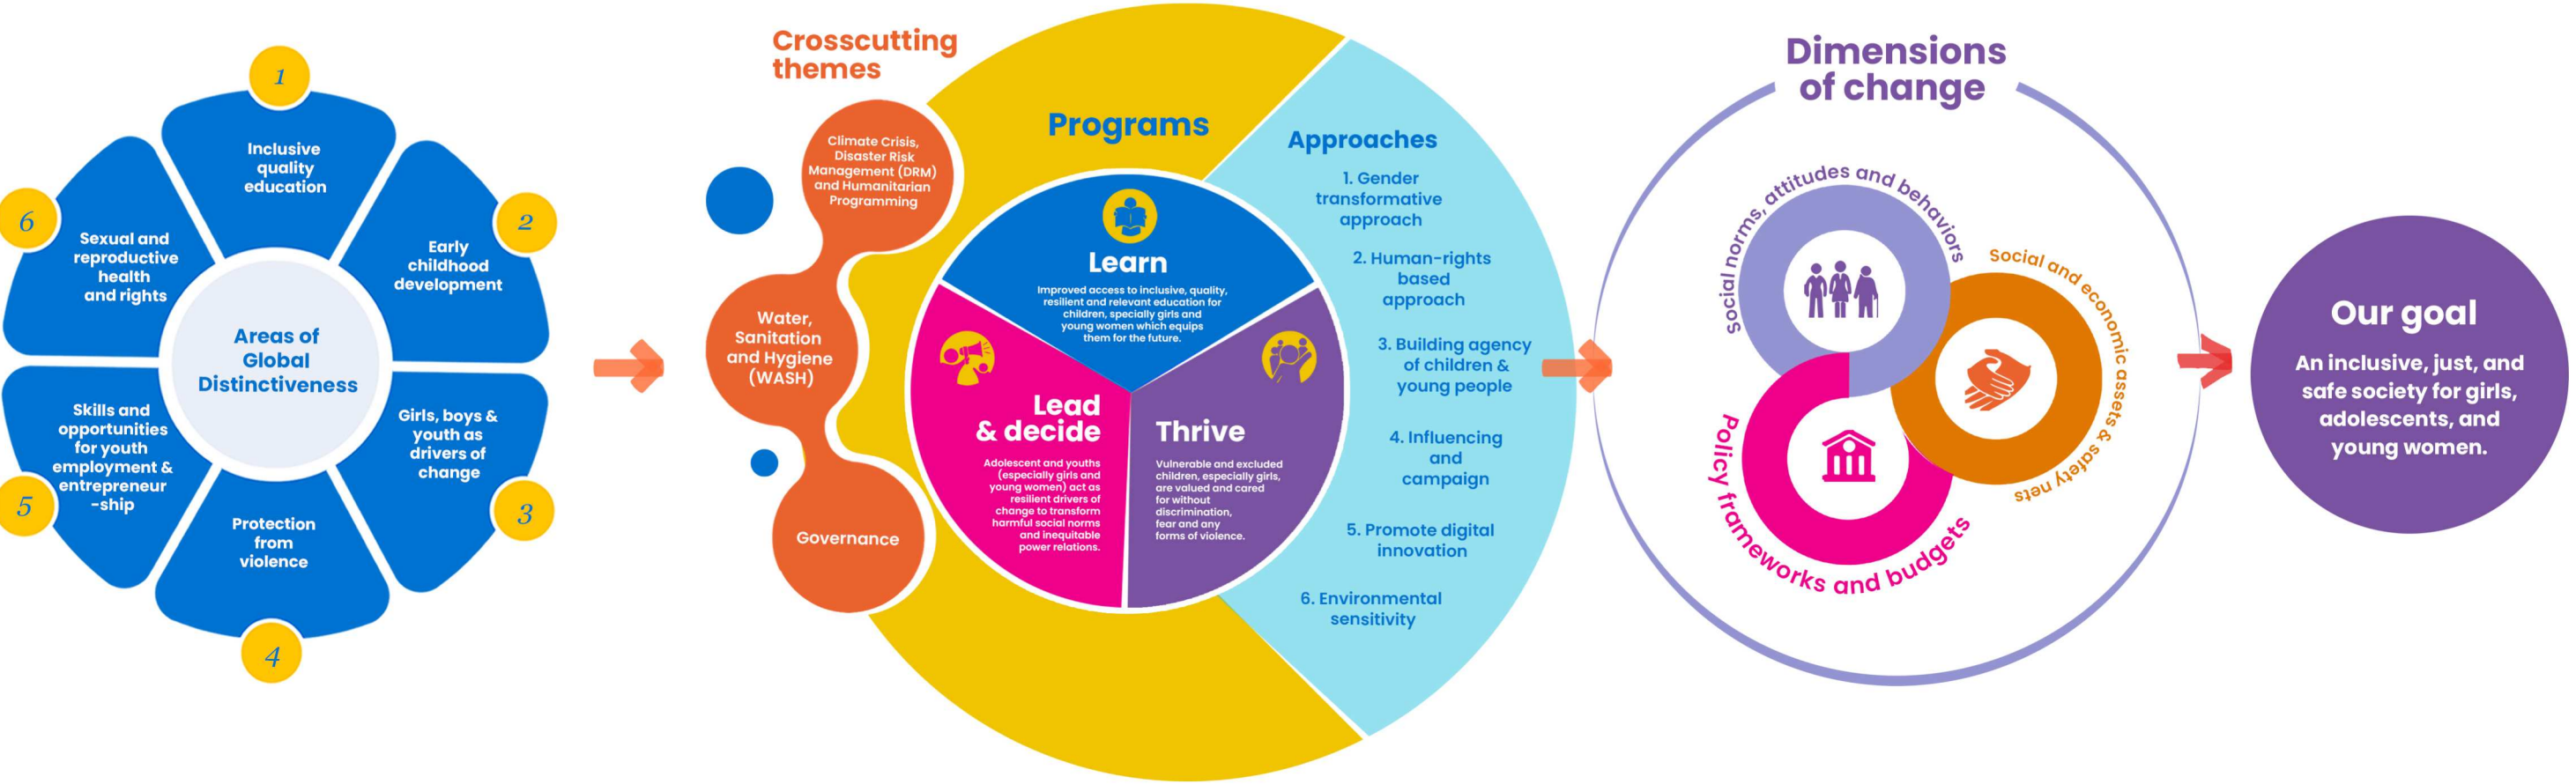 Areas of
Global
Distinctiveness
1
Inclusive
quality
education
2
Early
childhood
development
3
Girls, boys &
youth as
drivers of
change
4
Protection
from
violence
5
Skills and
opportunities
for youth
employment &
entrepreneur
-ship
6
Sexual and
reproductive
health
and rights
Crosscutting
themes
Climate Crisis,
Disaster Risk
Management (DRM)
and Humanitarian
Programming
Water,
Sanitation
and Hygiene
(WASH)
Governance
Programs
Learn
Improved access to inclusive, quality,
resilient and relevant education for
children, specially girls and
young women which equips
them for the future.
Lead
& decide
Adolescent and youths
(especially girls and
young women) act as
resilient drivers of
change to transform
harmful social norms
and inequitable
power relations.
Thrive
Vulnerable and excluded
children, especially girls,
are valued and cared
for without
discrimination,
fear and any
forms of violence.
Approaches
1. Gender
transformative
approach
2. Human-rights
based
approach
3. Building agency
of children &
young people
4. Influencing
and
campaign
5. Promote digital
innovation
6. Environmental
sensitivity
Dimensions
of change
Social norms, attitudes and behaviors
Social and economic assets & safety nets
Policy frameworks and budgets
Our goal
An inclusive, just, and
safe society for girls,
adolescents, and
young women.